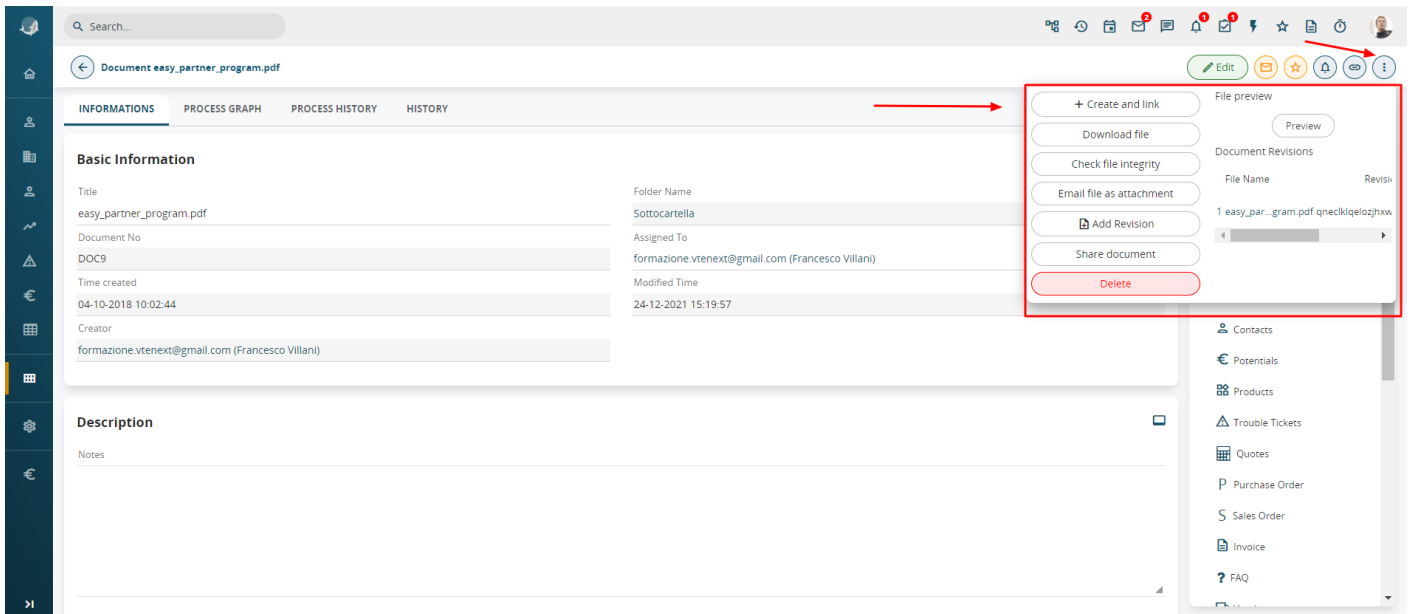 Search...
2
1
1
Document easy_partner_program.pdf
Edit
INFORMATIONS PROCESS GRAPH PROCESS HISTORY HISTORY
Basic Information
Title
easy_partner_program.pdf
Folder Name
Sottocartella
Document No
DOC9
Assigned To
formazione.vtenext@gmail.com (Francesco Villani)
Time created
04-10-2018 10:02:44
Modified Time
24-12-2021 15:19:57
Creator
formazione.vtenext@gmail.com (Francesco Villani)
Description
Notes
+ Create and link
Download file
Check file integrity
Email file as attachment
Add Revision
Share document
Delete
File preview
Preview
Document Revisions
File Name Revisi
1 easy_par...gram.pdf qneclklqelozjhxw
Contacts
Potentials
Products
Trouble Tickets
Quotes
Purchase Order
Sales Order
Invoice
FAQ